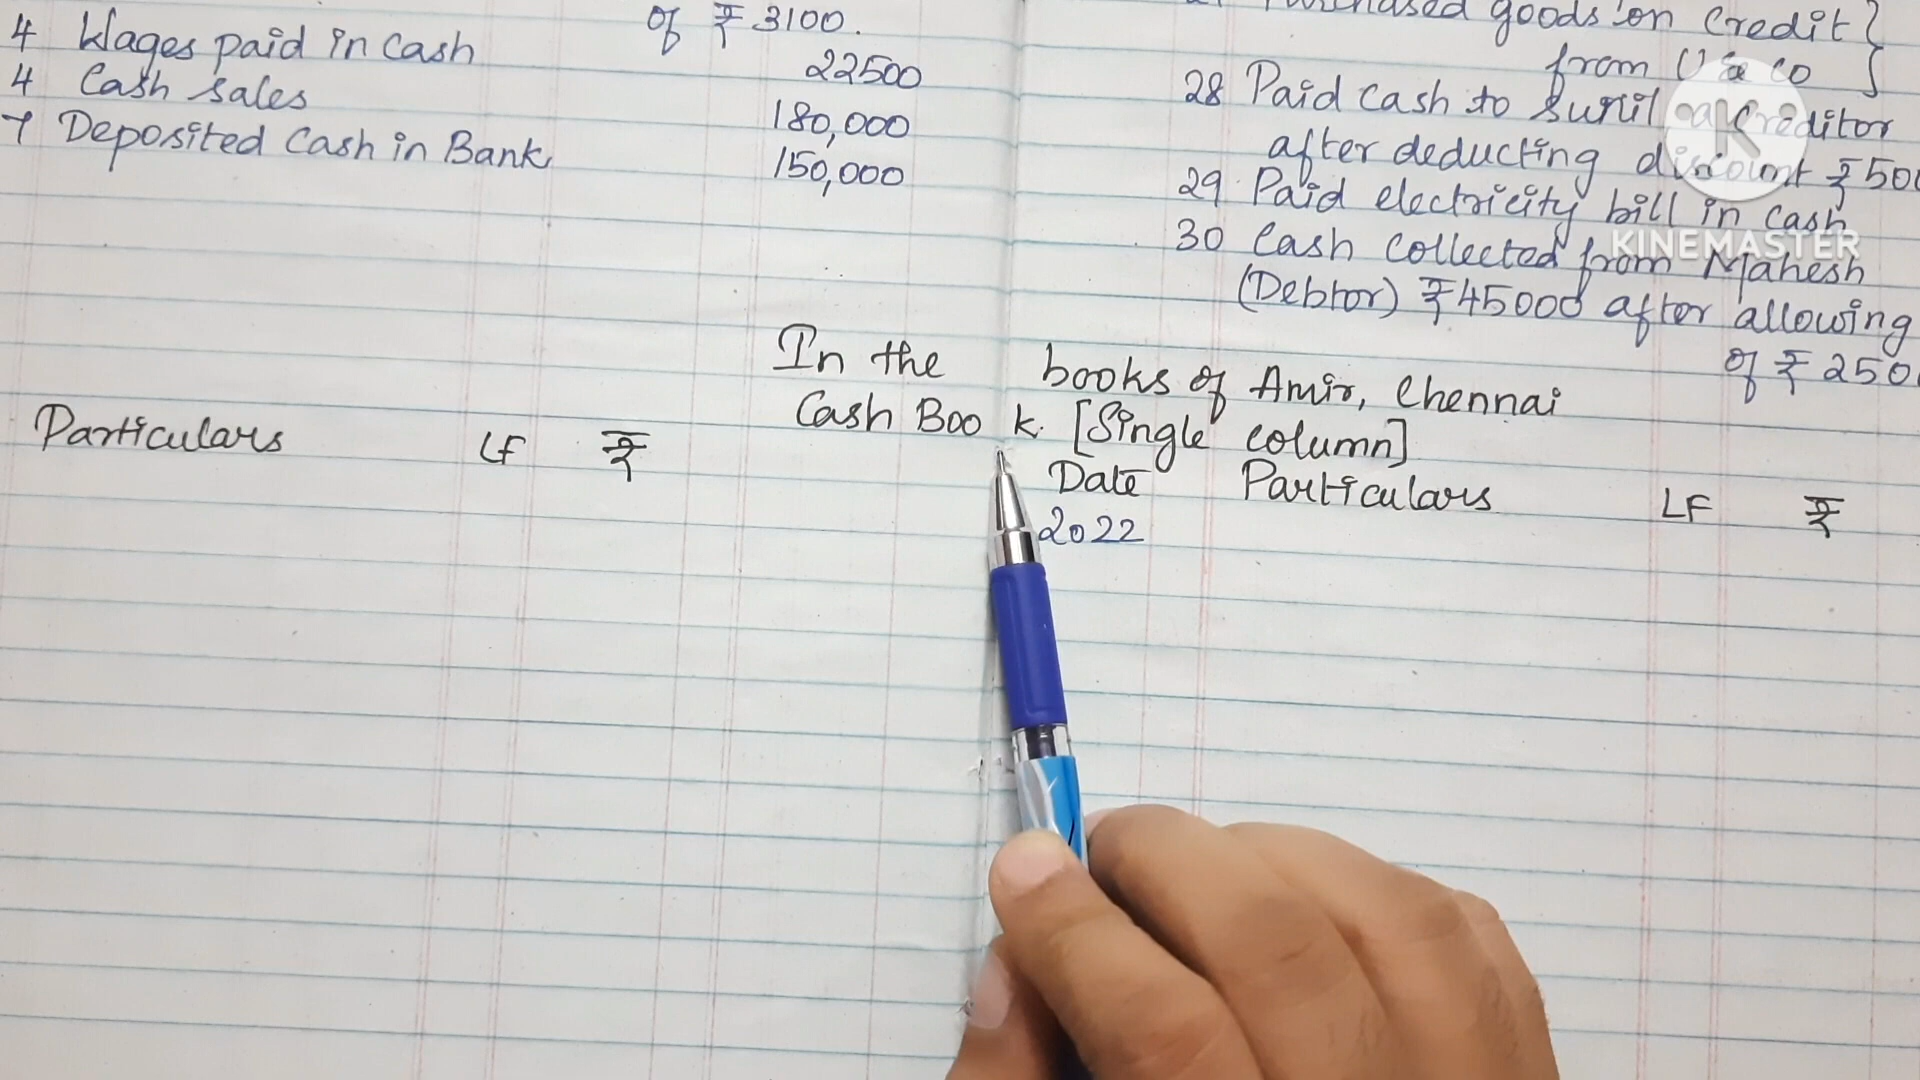 of ₹ 3100.
4 Wages paid in cash 22500
4 Cash sales 180,000
7 Deposited Cash in Bank 150,000
Purchased goods on credit }
from & co
28 Paid cash to Sunil a Creditor
after deducting discount ₹
29 Paid electricity bill in cash
30 Cash collected from Mahesh
(Debtor) ₹45000 after allowing
of ₹
KINEMASTER
In the books of Amir, Chennai
Cash Book. [Single column]
Particulars LF ₹
Date Particulars LF ₹
2022